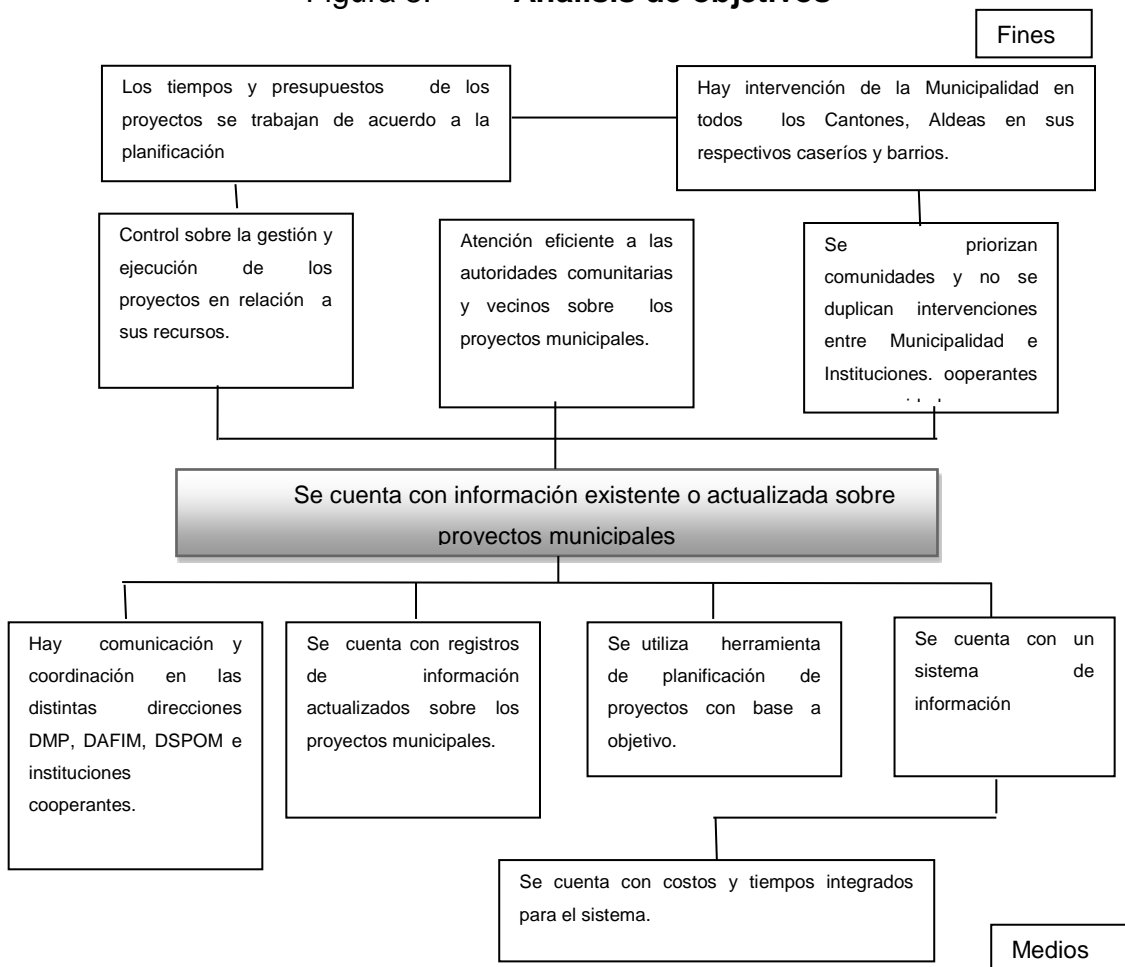 Análisis de objetivos
Fines
Los tiempos y presupuestos de los
proyectos se trabajan de acuerdo a la
planificación
Hay intervención de la Municipalidad en
todos los Cantones, Aldeas en sus
respectivos caseríos y barrios.
Control sobre la gestión y
ejecución de los
proyectos en relación a
sus recursos.
Atención eficiente a las
autoridades comunitarias
y vecinos sobre los
proyectos municipales.
Se priorizan
comunidades y no se
duplican intervenciones
entre Municipalidad e
Instituciones. ooperantes
Se cuenta con información existente o actualizada sobre
proyectos municipales
Hay comunicación y
coordinación en las
distintas direcciones
DMP, DAFIM, DSPOM e
instituciones
cooperantes.
Se cuenta con registros
de información
actualizados sobre los
proyectos municipales.
Se utiliza herramienta
de planificación de
proyectos con base a
objetivo.
Se cuenta con un
sistema de
información
Se cuenta con costos y tiempos integrados
para el sistema.
Medios